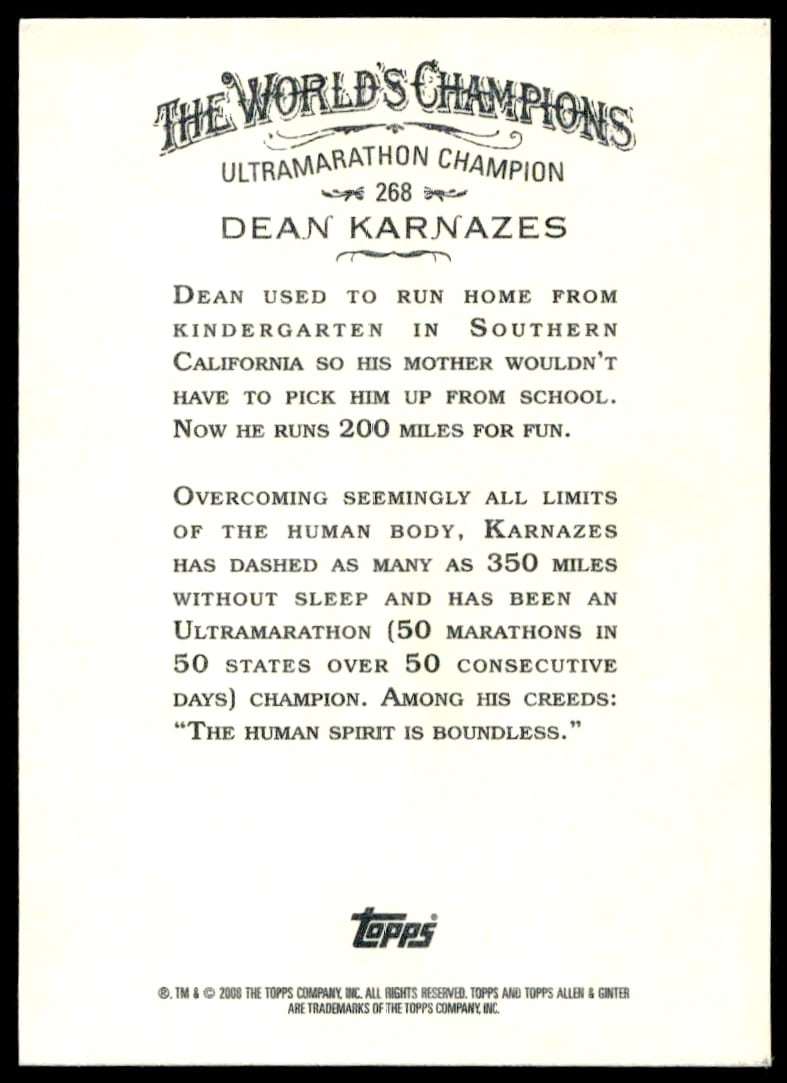 THE WORLD'S CHAMPIONS
ULTRAMARATHON CHAMPION
268
DEAN KARNAZES
DEAN USED TO RUN HOME FROM
KINDERGARTEN IN SOUTHERN
CALIFORNIA SO HIS MOTHER WOULDN'T
HAVE TO PICK HIM UP FROM SCHOOL.
NOW HE RUNS 200 MILES FOR FUN.
OVERCOMING SEEMINGLY ALL LIMITS
OF THE HUMAN BODY, KARNAZES
HAS DASHED AS MANY AS 350 MILES
WITHOUT SLEEP AND HAS BEEN AN
ULTRAMARATHON (50 MARATHONS IN
50 STATES OVER 50 CONSECUTIVE
DAYS) CHAMPION. AMONG HIS CREEDS:
“THE HUMAN SPIRIT IS BOUNDLESS.”
topps®
®, TM & © 2008 THE TOPPS COMPANY, INC. ALL RIGHTS RESERVED. TOPPS AND TOPPS ALLEN & GINTER
ARE TRADEMARKS OF THE TOPPS COMPANY, INC.